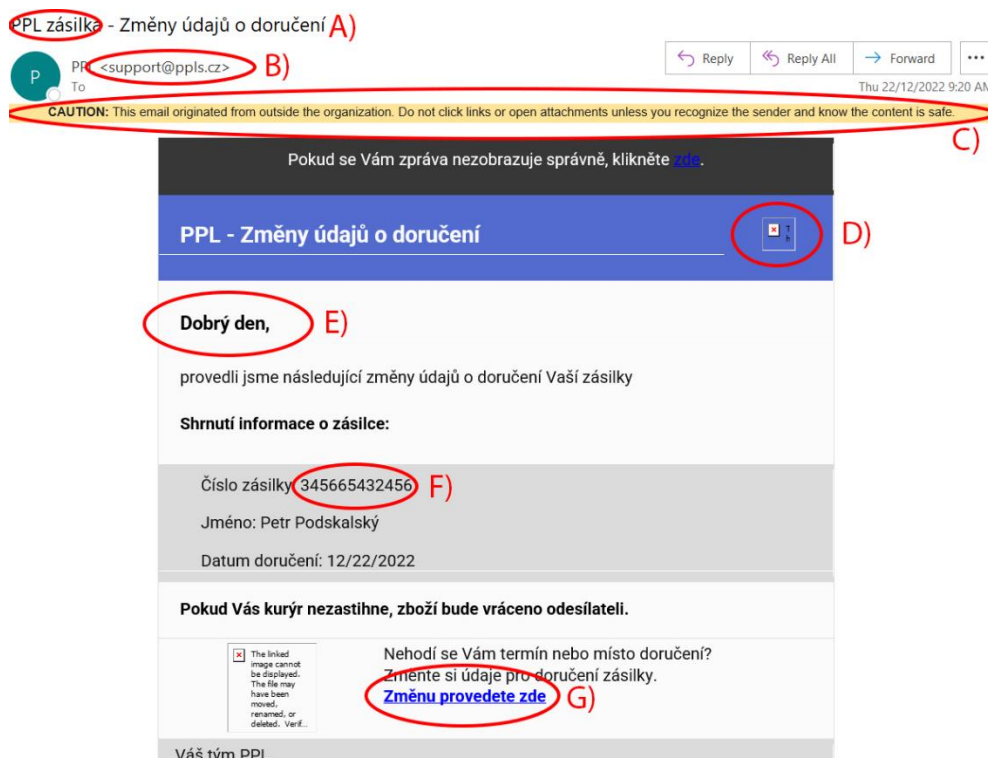 PPL zásilka - Změny údajů o doručení A)
P
PPL <support@ppls.cz> B)
To
Reply
Reply All
Forward
Thu 22/12/2022 9:20 AM
CAUTION: This email originated from outside the organization. Do not click links or open attachments unless you recognize the sender and know the content is safe.
C)
Pokud se Vám zpráva nezobrazuje správně, klikněte zde.
PPL - Změny údajů o doručení
D)
Dobrý den, E)
provedli jsme následující změny údajů o doručení Vaší zásilky
Shrnutí informace o zásilce:
Číslo zásilky 345665432456 F)
Jméno: Petr Podskalský
Datum doručení: 12/22/2022
Pokud Vás kurýr nezastihne, zboží bude vráceno odesílateli.
The linked
image cannot
be displayed.
The file may
have been
moved,
renamed, or
deleted. Verif...
Nehodí se Vám termín nebo místo doručení?
Změňte si údaje pro doručení zásilky.
Změnu provedete zde G)
Váš tým PPL